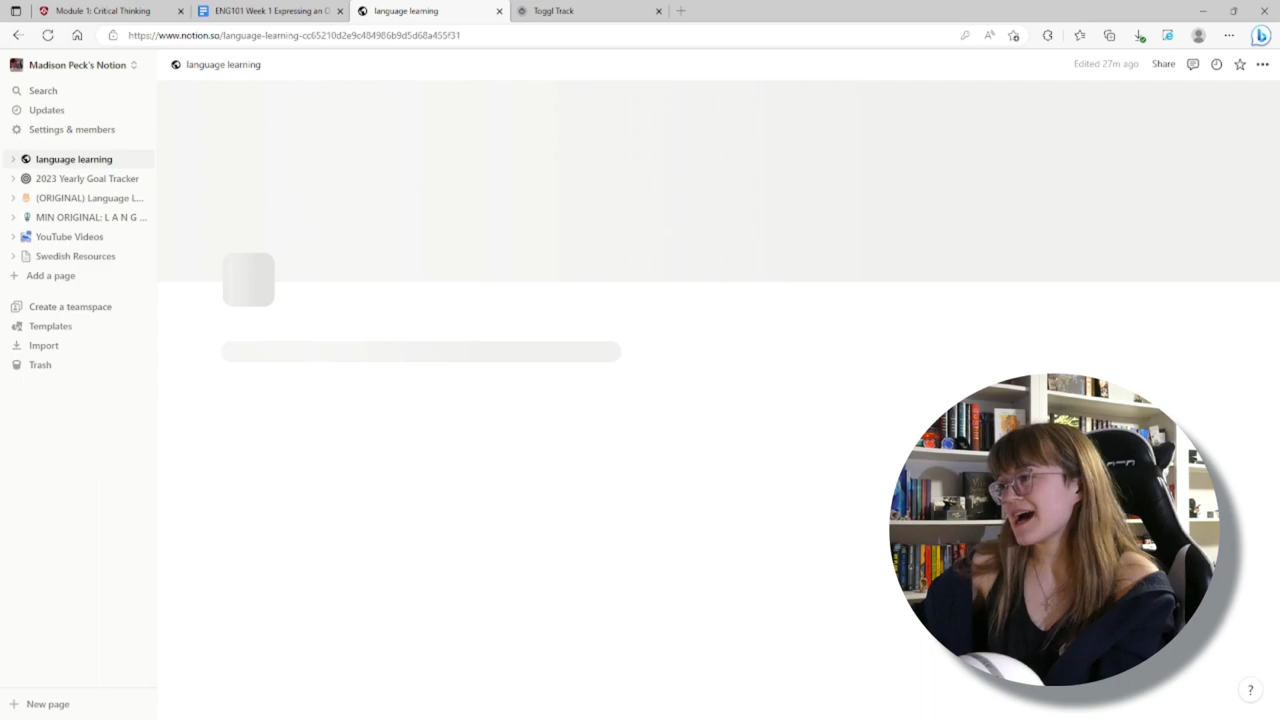 Module 1: Critical Thinking
ENG101 Week 1 Expressing an O
language learning
Toggl Track
https://www.notion.so/language-learning-cc65210d2e9c484986b9d5d68a455f31
Madison Peck's Notion
language learning
Edited 27m ago
Share
Search
Updates
Settings & members
language learning
2023 Yearly Goal Tracker
(ORIGINAL) Language L...
MIN ORIGINAL: L A N G ...
YouTube Videos
Swedish Resources
Add a page
Create a teamspace
Templates
Import
Trash
New page
?